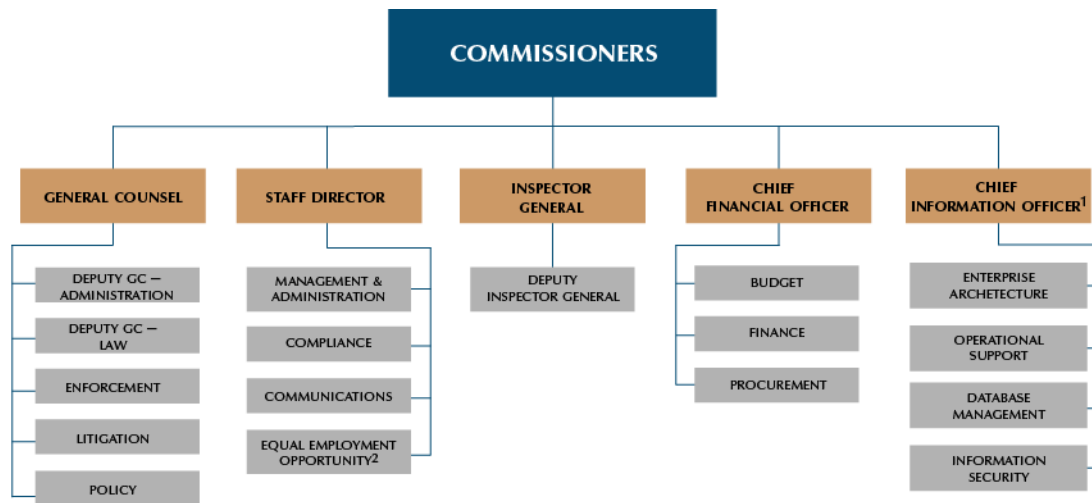 COMMISSIONERS
GENERAL COUNSEL
STAFF DIRECTOR
INSPECTOR
GENERAL
CHIEF
FINANCIAL OFFICER
CHIEF
INFORMATION OFFICER¹
DEPUTY GC –
ADMINISTRATION
DEPUTY GC –
LAW
ENFORCEMENT
LITIGATION
POLICY
MANAGEMENT &
ADMINISTRATION
COMPLIANCE
COMMUNICATIONS
EQUAL EMPLOYMENT
OPPORTUNITY²
DEPUTY
INSPECTOR GENERAL
BUDGET
FINANCE
PROCUREMENT
ENTERPRISE
ARCHETECTURE
OPERATIONAL
SUPPORT
DATABASE
MANAGEMENT
INFORMATION
SECURITY